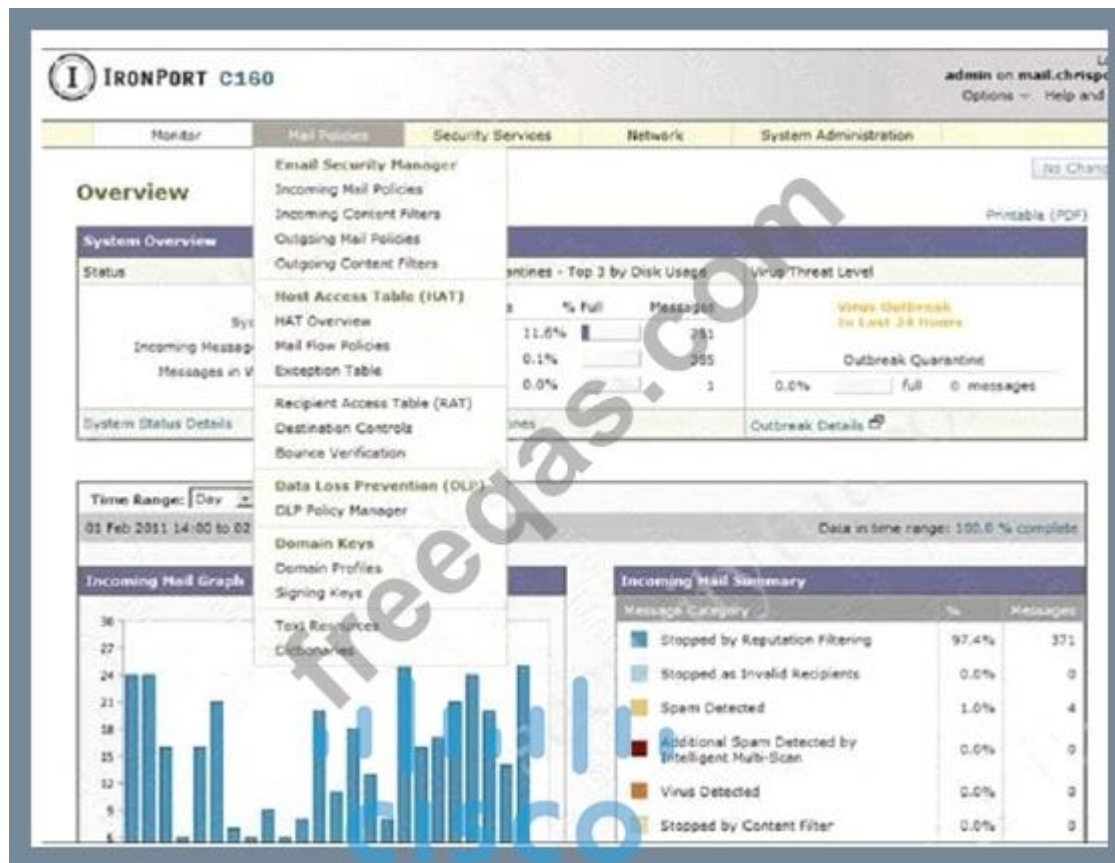 IRONPORT C160
admin on mail.chrispo
Options Help and
Monitor Mail Policies Security Services Network System Administration
Email Security Manager
Incoming Mail Policies
Incoming Content Filters
Outgoing Mail Policies
Outgoing Content Filters
Host Access Table (HAT)
HAT Overview
Mail Flow Policies
Exception Table
Recipient Access Table (RAT)
Destination Controls
Bounce Verification
Data Loss Prevention (DLP)
DLP Policy Manager
Domain Keys
Domain Profiles
Signing Keys
Text Resources
Dictionaries
No Chang
Overview
Printable (PDF)
System Overview
Status
Sys
Incoming Messag
Messages in W
System Status Details
antines - Top 3 by Disk Usage
s % Full Messages
11.6%
0.1%
0.0% 1
ines
Virus Threat Level
Virus Outbreak
In Last 24 Hours
Outbreak Quarantine
0.0% full 0 messages
Outbreak Details
Time Range: Day
01 Feb 2011 14:00 to 02
Data in time range: 100.0 % complete
Incoming Mail Graph
27
24
21
18
15
12
Incoming Mail Summary
Message Category % Messages
Stopped by Reputation Filtering 97.4% 371
Stopped as Invalid Recipients 0.0% 0
Spam Detected 1.0% 4
Additional Spam Detected by
Intelligent Multi-Scan 0.0% 0
Virus Detected 0.0% 0
Stopped by Content Filter 0.0% 0
freeqas.com
CISCO